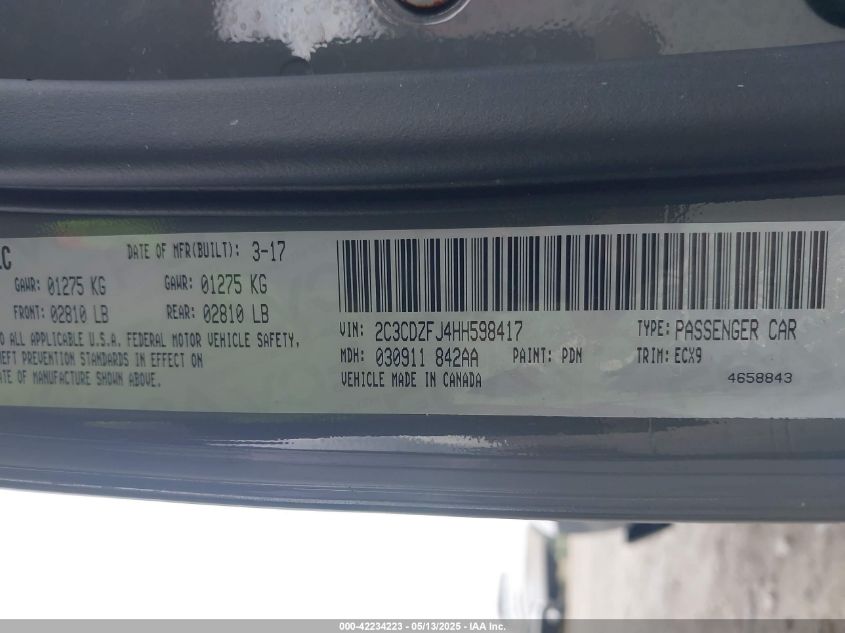 LC
DATE OF MFR(BUILT): 3-17
GAWR: 01275 KG GAWR: 01275 KG
FRONT: 02810 LB REAR: 02810 LB
O ALL APPLICABLE U.S.A. FEDERAL MOTOR VEHICLE SAFETY,
HEFT PREVENTION STANDARDS IN EFFECT ON
ATE OF MANUFACTURE SHOWN ABOVE.
VIN: 2C3CDZFJ4HH598417 TYPE: PASSENGER CAR
MDH: 030911 842AA PAINT: PDN TRIM: ECX9
VEHICLE MADE IN CANADA 4658843
000-42234223 - 05/13/2025 - IAA Inc.